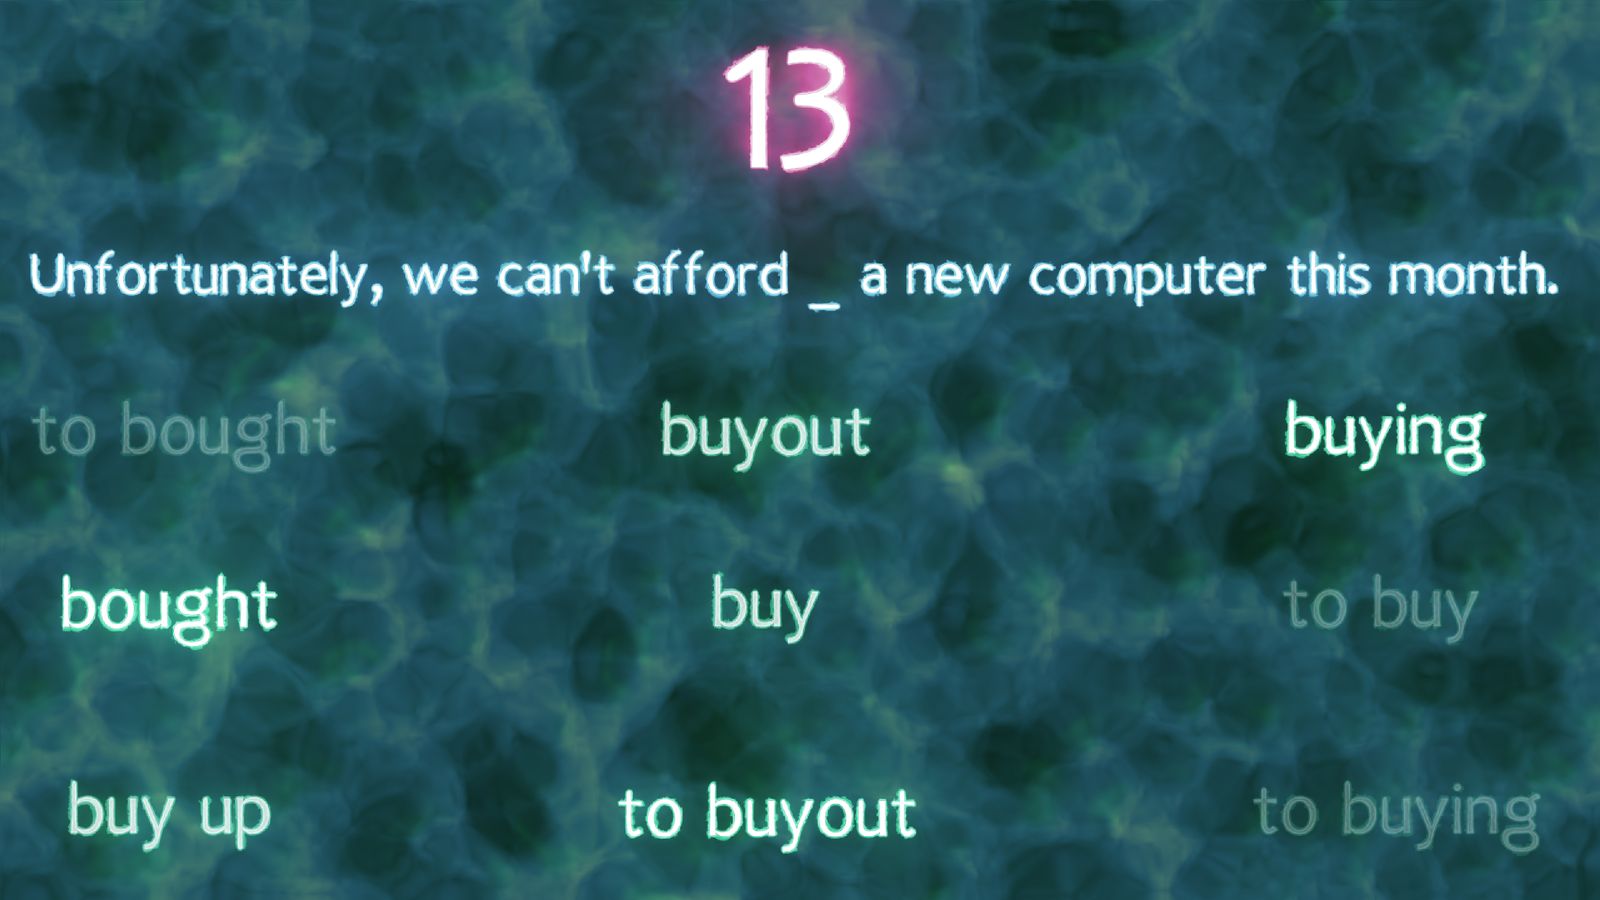 13
Unfortunately, we can't afford _ a new computer this month.
to bought
buyout
buying
bought
buy
to buy
buy up
to buyout
to buying